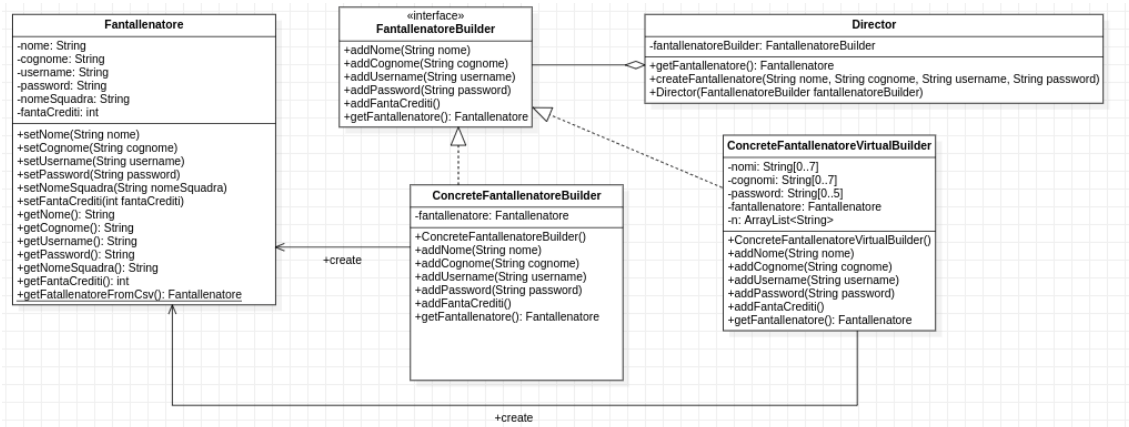 Fantallenatore
-nome: String
-cognome: String
-username: String
-password: String
-nomeSquadra: String
-fantaCrediti: int
+setNome(String nome)
+setCognome(String cognome)
+setUsername(String username)
+setPassword(String password)
+setNomeSquadra(String nomeSquadra)
+setFantaCrediti(int fantaCrediti)
+getNome(): String
+getCognome(): String
+getUsername(): String
+getPassword(): String
+getNomeSquadra(): String
+getFantaCrediti(): int
+getFatallenatoreFromCsv(): Fantallenatore
«interface»
FantallenatoreBuilder
+addNome(String nome)
+addCognome(String cognome)
+addUsername(String username)
+addPassword(String password)
+addFantaCrediti()
+getFantallenatore(): Fantallenatore
Director
-fantallenatoreBuilder: FantallenatoreBuilder
+getFantallenatore(): Fantallenatore
+createFantallenatore(String nome, String cognome, String username, String password)
+Director(FantallenatoreBuilder fantallenatoreBuilder)
ConcreteFantallenatoreBuilder
-fantallenatore: Fantallenatore
+ConcreteFantallenatoreBuilder()
+addNome(String nome)
+addCognome(String cognome)
+addUsername(String username)
+addPassword(String password)
+addFantaCrediti()
+getFantallenatore(): Fantallenatore
ConcreteFantallenatoreVirtualBuilder
-nomi: String[0..7]
-cognomi: String[0..7]
-password: String[0..5]
-fantallenatore: Fantallenatore
-n: ArrayList<String>
+ConcreteFantallenatoreVirtualBuilder()
+addNome(String nome)
+addCognome(String cognome)
+addUsername(String username)
+addPassword(String password)
+addFantaCrediti()
+getFantallenatore(): Fantallenatore
+create
+create